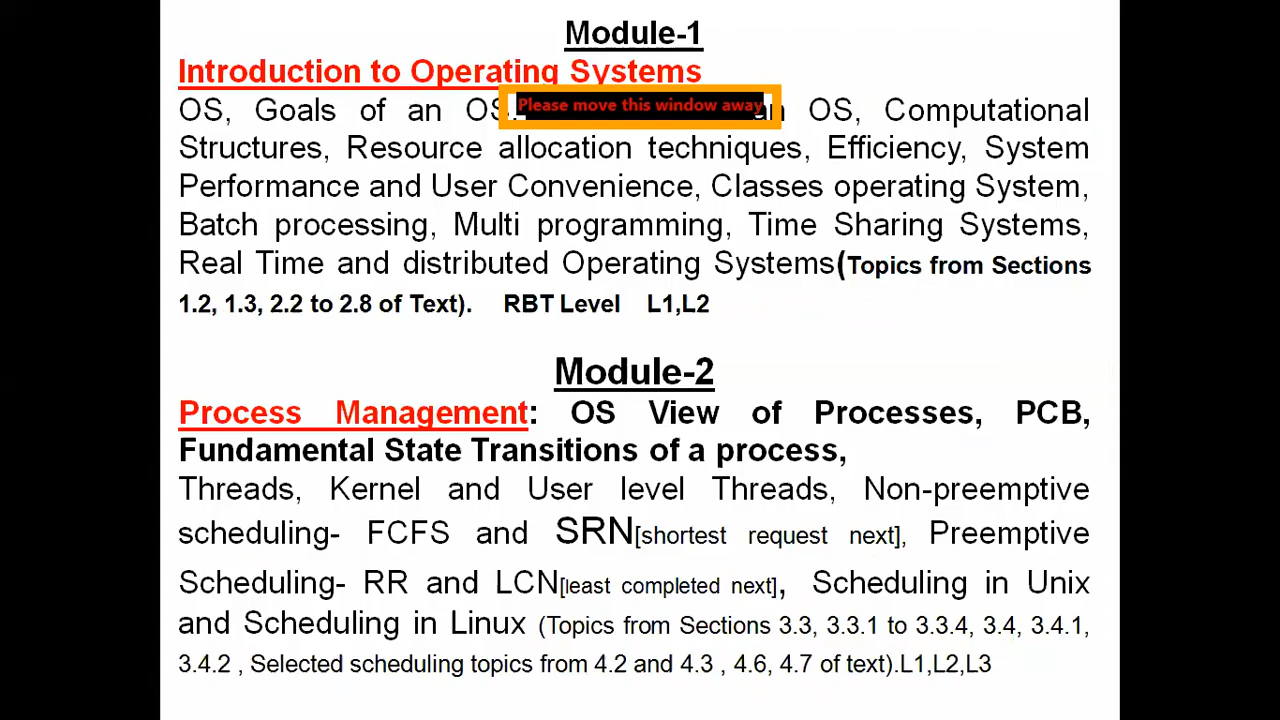 Module-1
Introduction to Operating Systems
OS, Goals of an OS, Please move this window away an OS, Computational
Structures, Resource allocation techniques, Efficiency, System
Performance and User Convenience, Classes operating System,
Batch processing, Multi programming, Time Sharing Systems,
Real Time and distributed Operating Systems(Topics from Sections
1.2, 1.3, 2.2 to 2.8 of Text). RBT Level L1,L2
Module-2
Process Management: OS View of Processes, PCB,
Fundamental State Transitions of a process,
Threads, Kernel and User level Threads, Non-preemptive
scheduling- FCFS and SRN[shortest request next], Preemptive
Scheduling- RR and LCN[least completed next], Scheduling in Unix
and Scheduling in Linux (Topics from Sections 3.3, 3.3.1 to 3.3.4, 3.4, 3.4.1,
3.4.2 , Selected scheduling topics from 4.2 and 4.3 , 4.6, 4.7 of text).L1,L2,L3